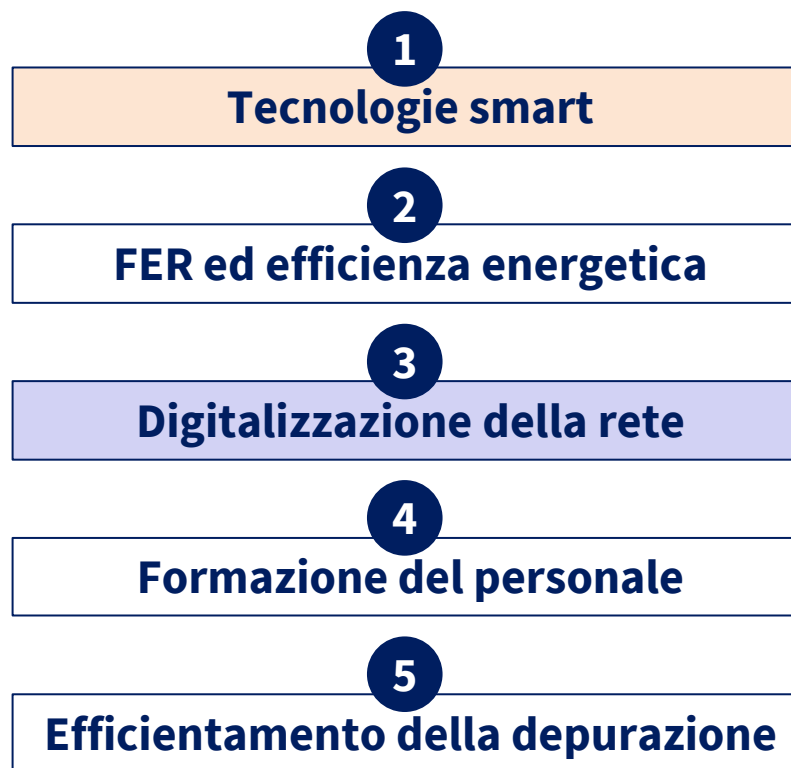 1
Tecnologie smart
2
FER ed efficienza energetica
3
Digitalizzazione della rete
4
Formazione del personale
5
Efficientamento della depurazione